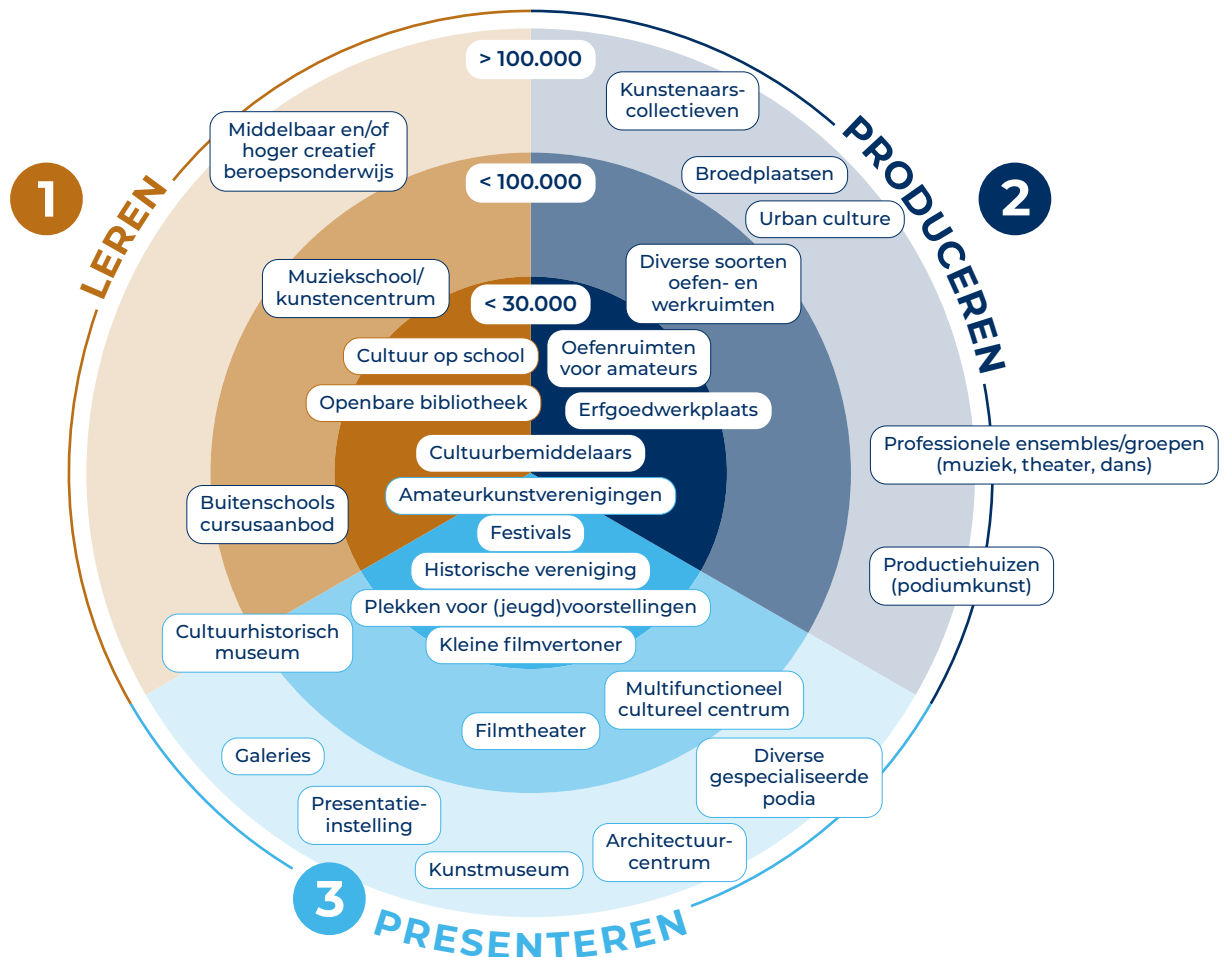 > 100.000
Kunstenaars-
collectieven
Middelbaar en/of
hoger creatief
beroepsonderwijs
PRODUCEREN
2
1
LEREN
< 100.000
Broedplaatsen
Urban culture
Muziekschool/
kunstencentrum
Diverse soorten
oefen- en
werkruimten
< 30.000
Cultuur op school
Oefenruimten
voor amateurs
Openbare bibliotheek
Erfgoedwerkplaats
Cultuurbemiddelaars
Professionele ensembles/groepen
(muziek, theater, dans)
Amateurkunstverenigingen
Buitenschools
cursusaanbod
Festivals
Historische vereniging
Productiehuizen
(podiumkunst)
Plekken voor (jeugd)voorstellingen
Cultuurhistorisch
museum
Kleine filmvertoner
Multifunctioneel
cultureel centrum
Filmtheater
Galeries
Diverse
gespecialiseerde
podia
Presentatie-
instelling
Architectuur-
centrum
Kunstmuseum
3
PRESENTEREN